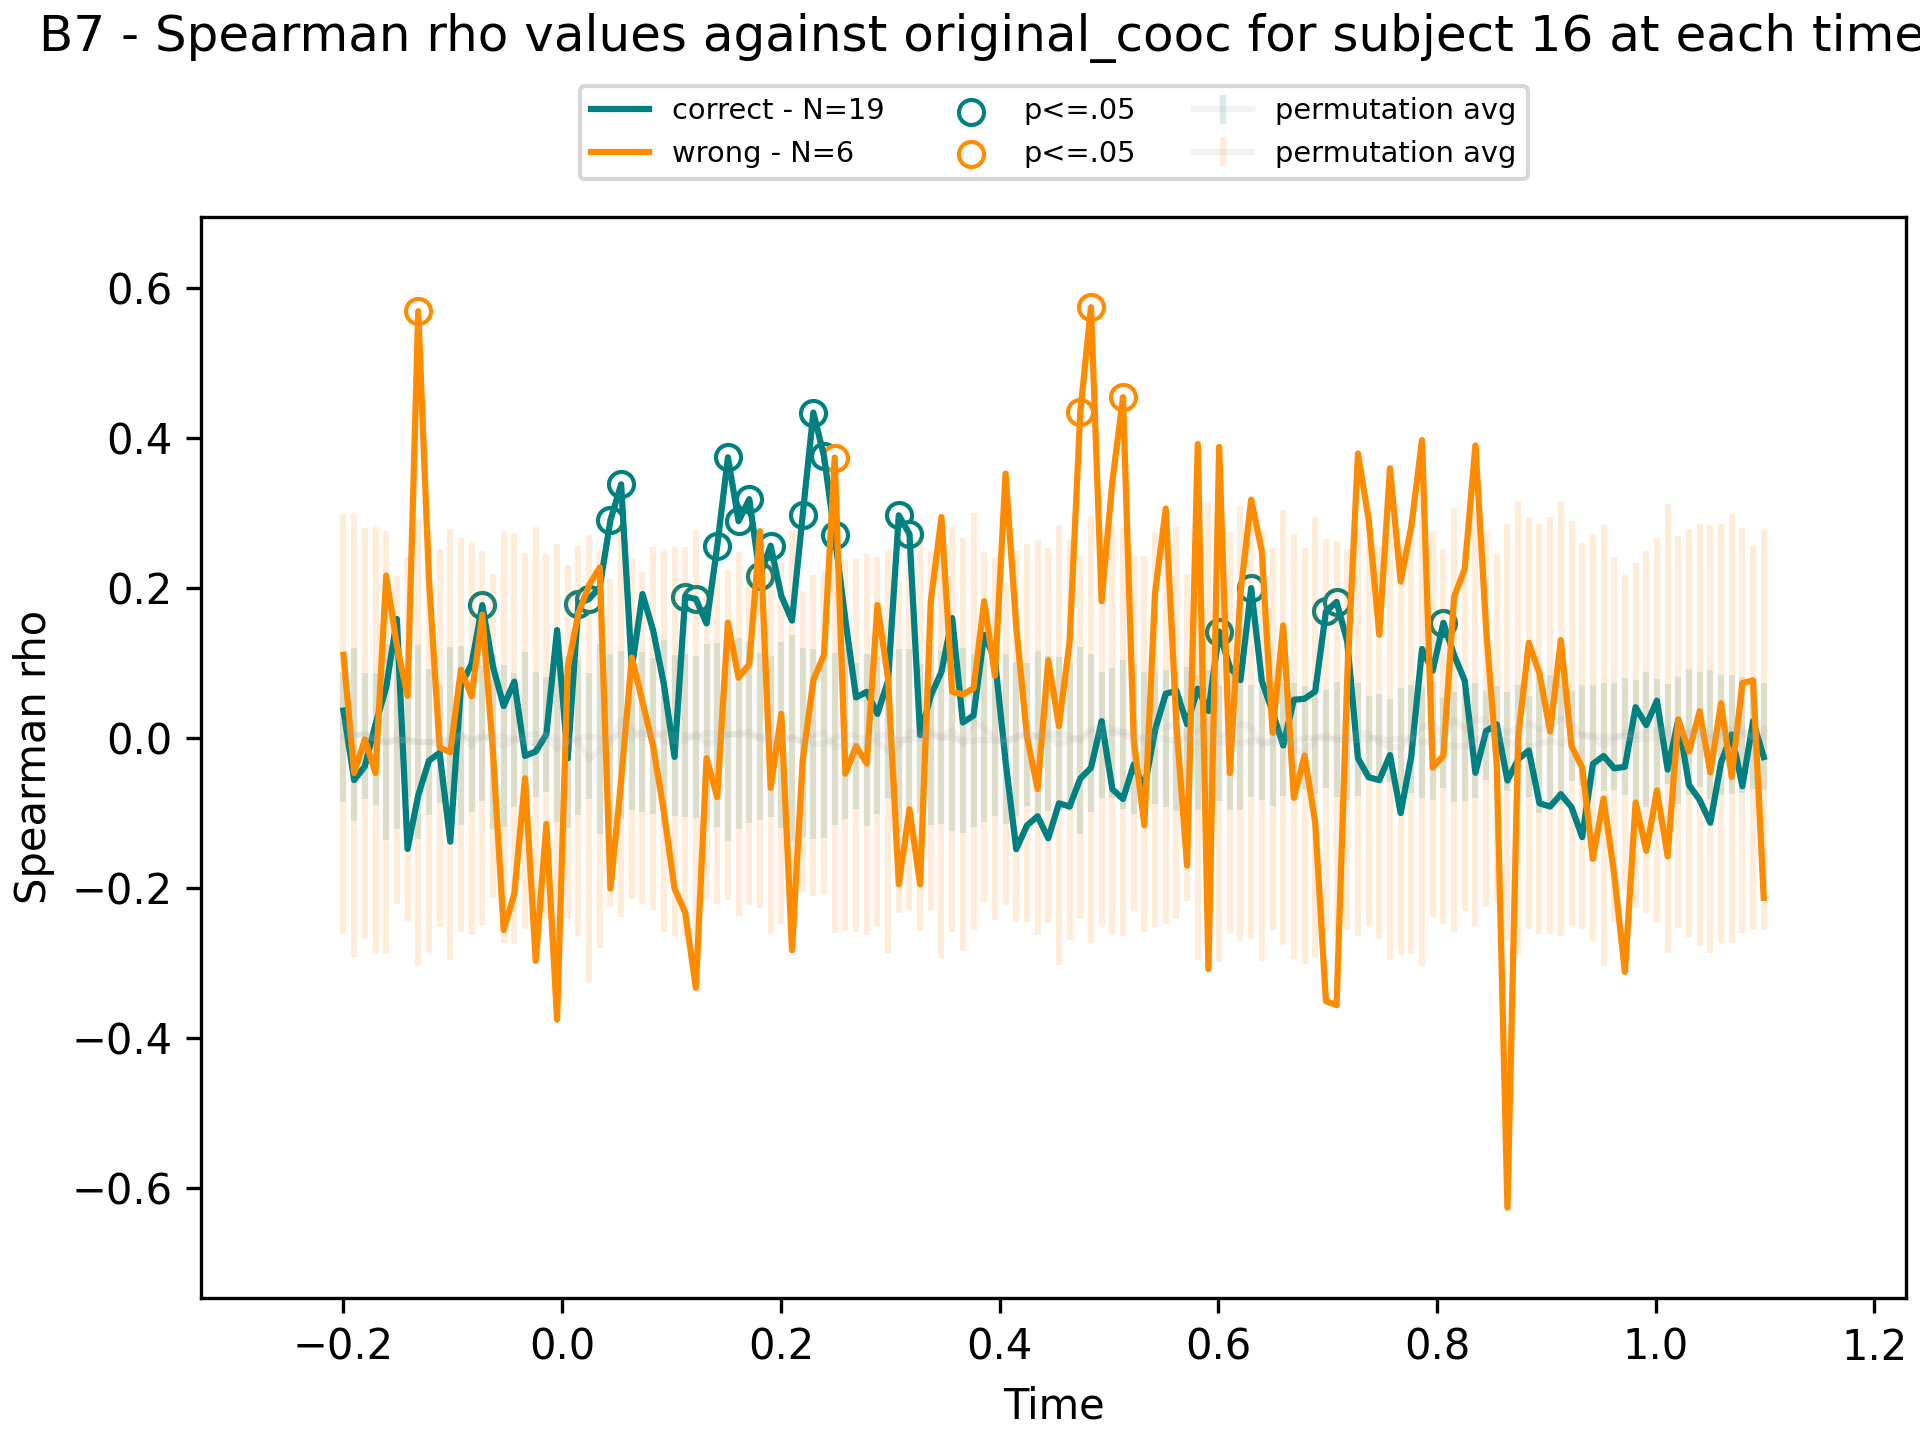 B7 - Spearman rho values against original_cooc for subject 16 at each time
correct - N=19
wrong - N=6
p<=.05
p<=.05
permutation avg
permutation avg
Spearman rho
0.6
0.4
0.2
0.0
−0.2
−0.4
−0.6
−0.2 0.0 0.2 0.4 0.6 0.8 1.0 1.2
Time